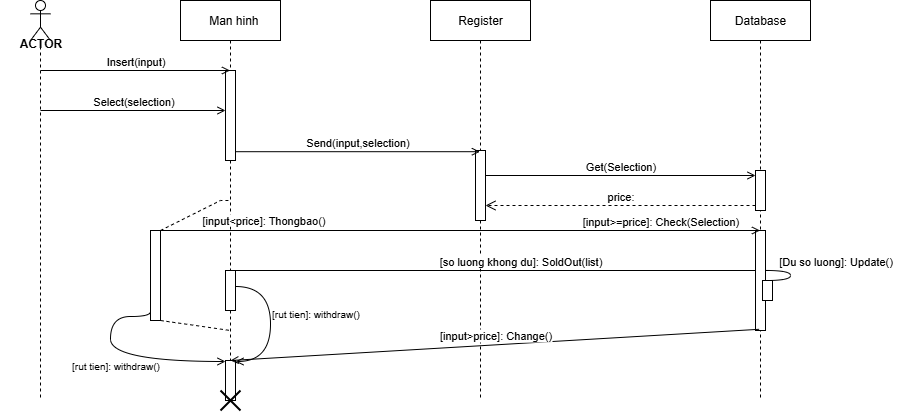 ACTOR
Man hinh
Register
Database
Insert(input)
Select(selection)
Send(input,selection)
Get(Selection)
price:
[input<price]: Thongbao()
[input>=price]: Check(Selection)
[so luong khong du]: SoldOut(list)
[Du so luong]: Update()
[rut tien]: withdraw()
[input>price]: Change()
[rut tien]: withdraw()